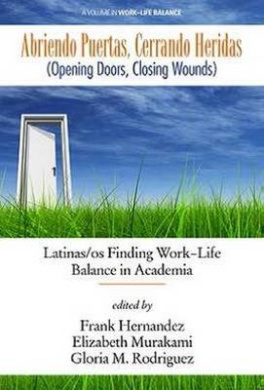 A VOLUME IN WORK–LIFE BALANCE
Abriendo Puertas, Cerrando Heridas
(Opening Doors, Closing Wounds)
Latinas/os Finding Work–Life
Balance in Academia
edited by
Frank Hernandez
Elizabeth Murakami
Gloria M. Rodriguez